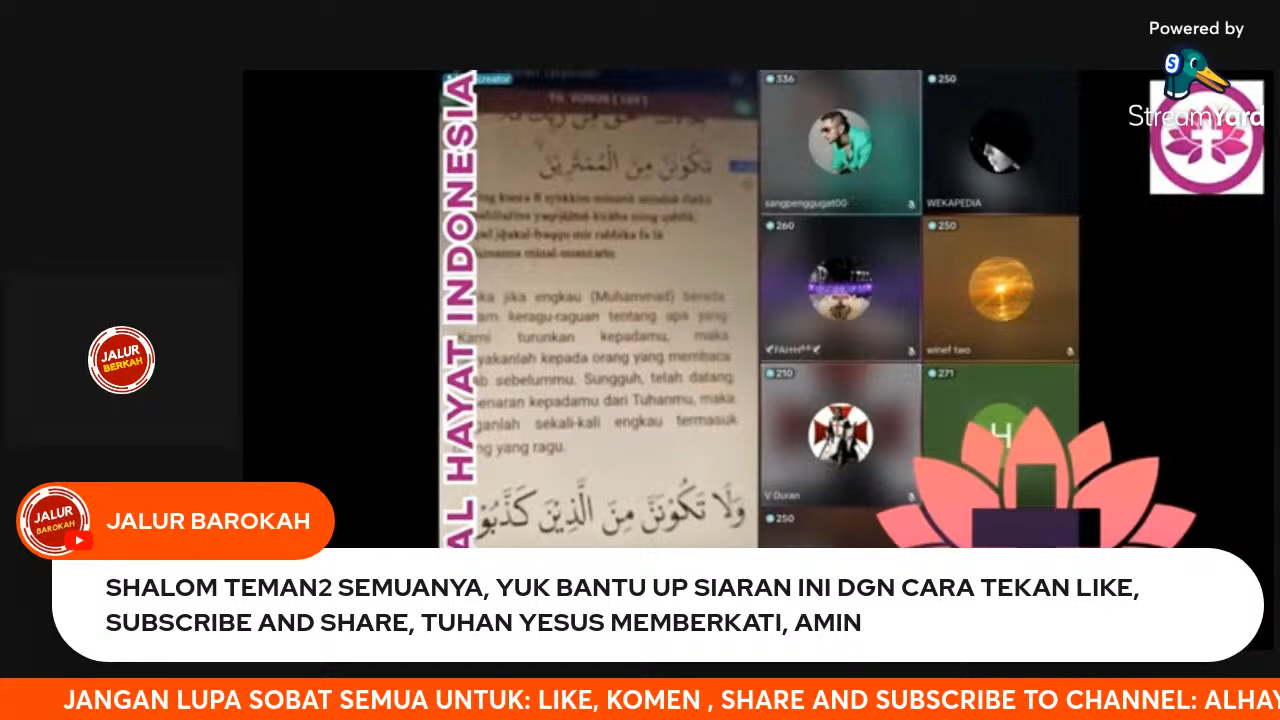 Powered by
StreamYard
AL HAYAT INDONESIA
creator
تَكُوْنَنَّ مِنَ الْمُمْتَرِيْنَ
jika engkau (Muhammad) berada
keragu-raguan tentang apa yang
Kami turunkan kepadamu, maka
kepada orang yang membaca
sebelummu. Sungguh, telah datang
kepadamu dari Tuhanmu, maka
sekali-kali engkau termasuk
yang ragu.
وَلَا تَكُوْنَنَّ مِنَ الَّذِيْنَ كَذَّبُوْ
336
sangpenggugat00
250
WEKAPEDIA
260
250
winef two
210
V Duran
271
250
JALUR
BERKAH
JALUR
BAROKAH
JALUR BAROKAH
SHALOM TEMAN2 SEMUANYA, YUK BANTU UP SIARAN INI DGN CARA TEKAN LIKE,
SUBSCRIBE AND SHARE, TUHAN YESUS MEMBERKATI, AMIN
JANGAN LUPA SOBAT SEMUA UNTUK: LIKE, KOMEN , SHARE AND SUBSCRIBE TO CHANNEL: ALHAY